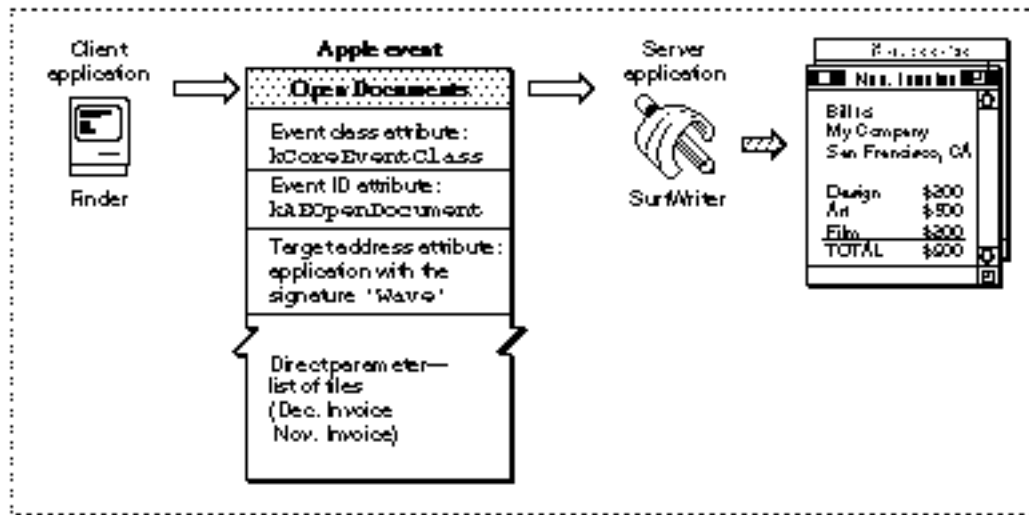 Client
application
Finder
Apple event
Open Documents
Event class attribute:
kCoreEventClass
Event ID attribute:
kAEOpenDocument
Target address attribute:
application with the
signature 'Wave'
Direct parameter—
list of files
(Dec. Invoice
Nov. Invoice)
Server
application
SurfWriter
Nov. Invoice
Bill to:
My Company
San Francisco, CA
Design $200
Art
Film $200
TOTAL